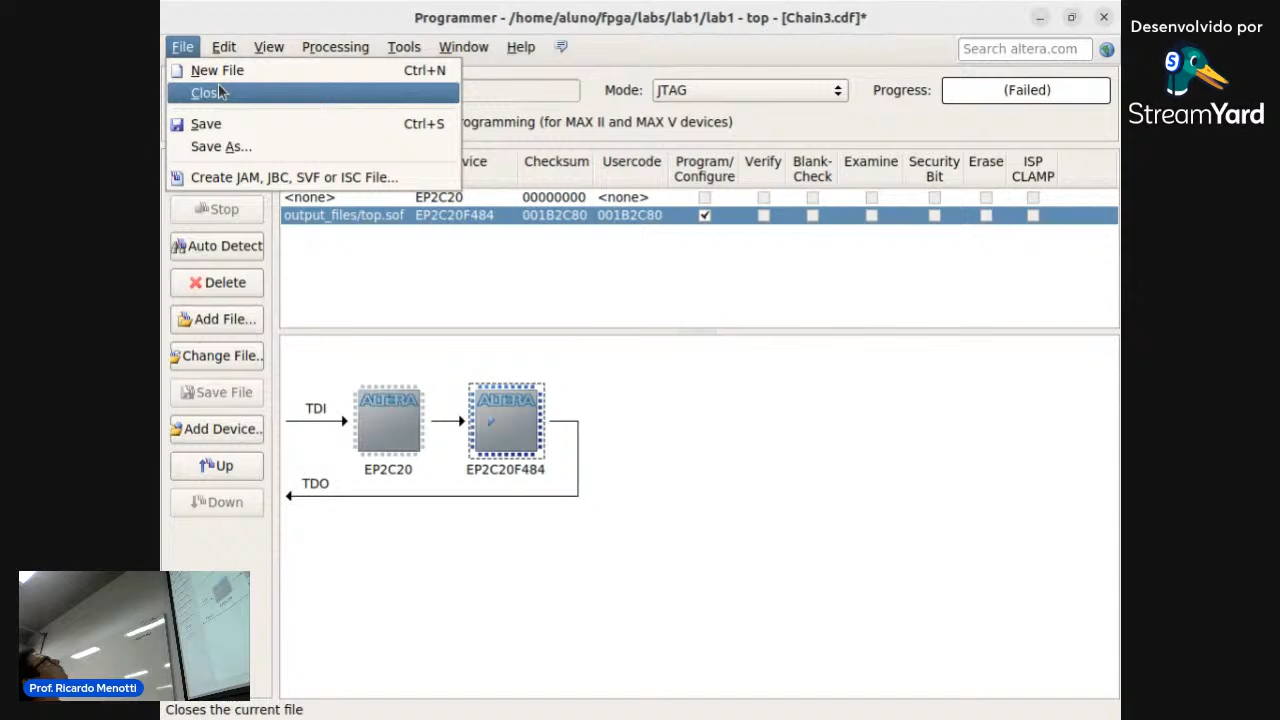 Programmer - /home/aluno/fpga/labs/lab1/lab1 - top - [Chain3.cdf]*
File Edit View Processing Tools Window Help
Search altera.com
New File Ctrl+N
Save Ctrl+S
Save As...
Create JAM, JBC, SVF or ISC File...
Mode: JTAG Progress: (Failed)
rogramming (for MAX II and MAX V devices)
vice Checksum Usercode Program/Configure Verify Blank-Check Examine Security Bit Erase ISP CLAMP
<none> EP2C20 00000000 <none>
output_files/top.sof EP2C20F484 001B2C80 001B2C80
Stop
Auto Detect
Delete
Add File...
Change File..
Save File
Add Device..
Up
Down
TDI
ALTERA ALTERA
EP2C20 EP2C20F484
TDO
Prof. Ricardo Menotti
Closes the current file
Desenvolvido por
S
StreamYard